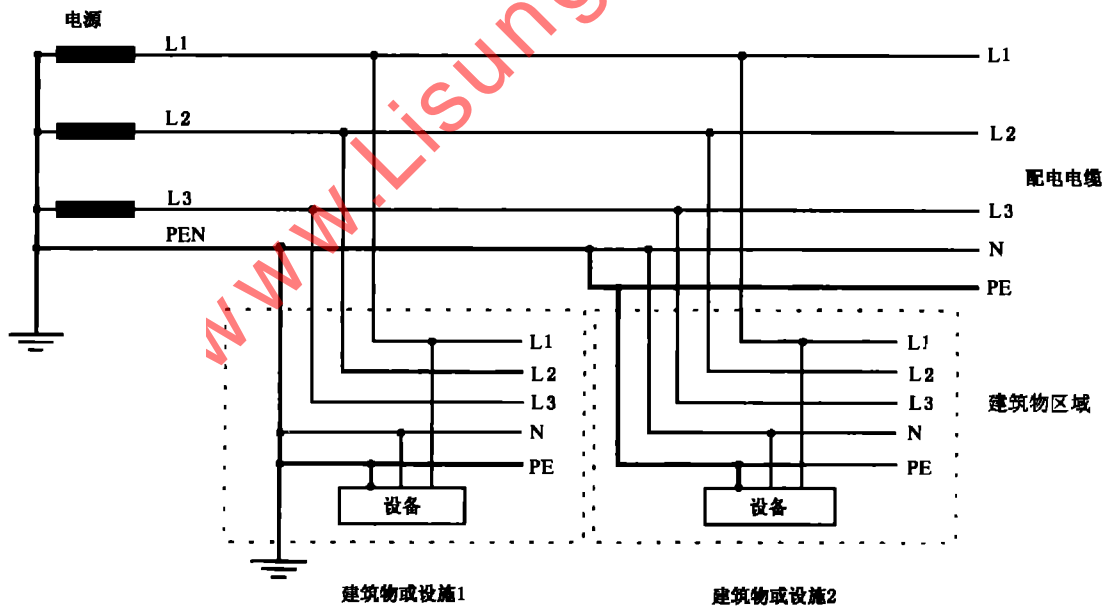 电源
L1
L1
L2
L2
配电电缆
L3
L3
PEN
N
PE
L1
L2
L3
N
PE
设备
L1
L2
L3
N
PE
设备
建筑物区域
建筑物或设施1
建筑物或设施2
www.Lisung